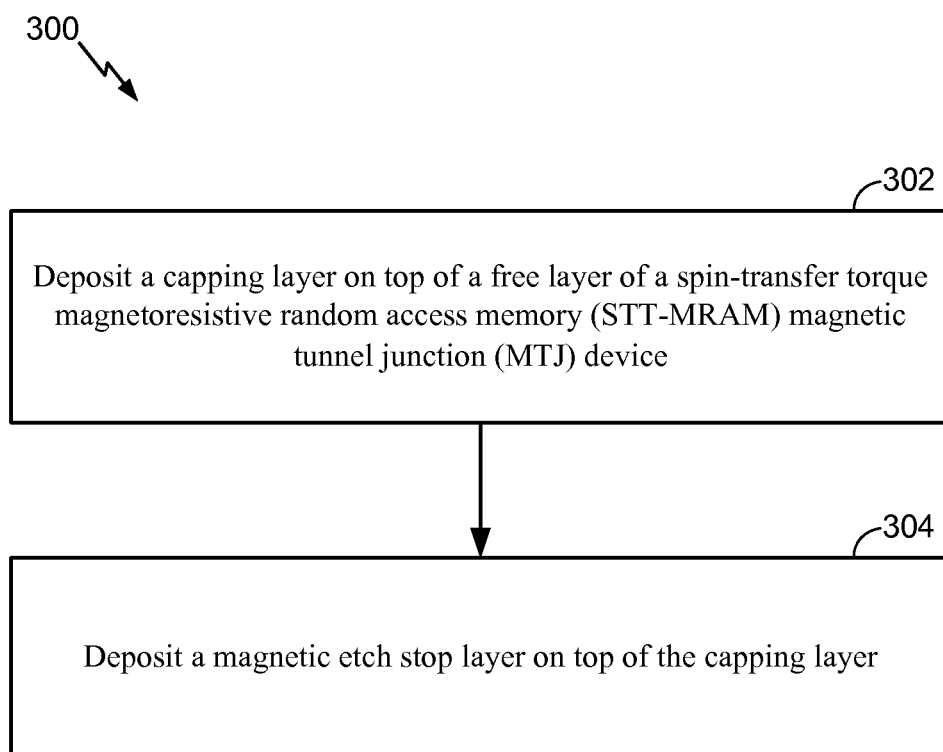 300
302
Deposit a capping layer on top of a free layer of a spin-transfer torque
magnetoresistive random access memory (STT-MRAM) magnetic
tunnel junction (MTJ) device
304
Deposit a magnetic etch stop layer on top of the capping layer